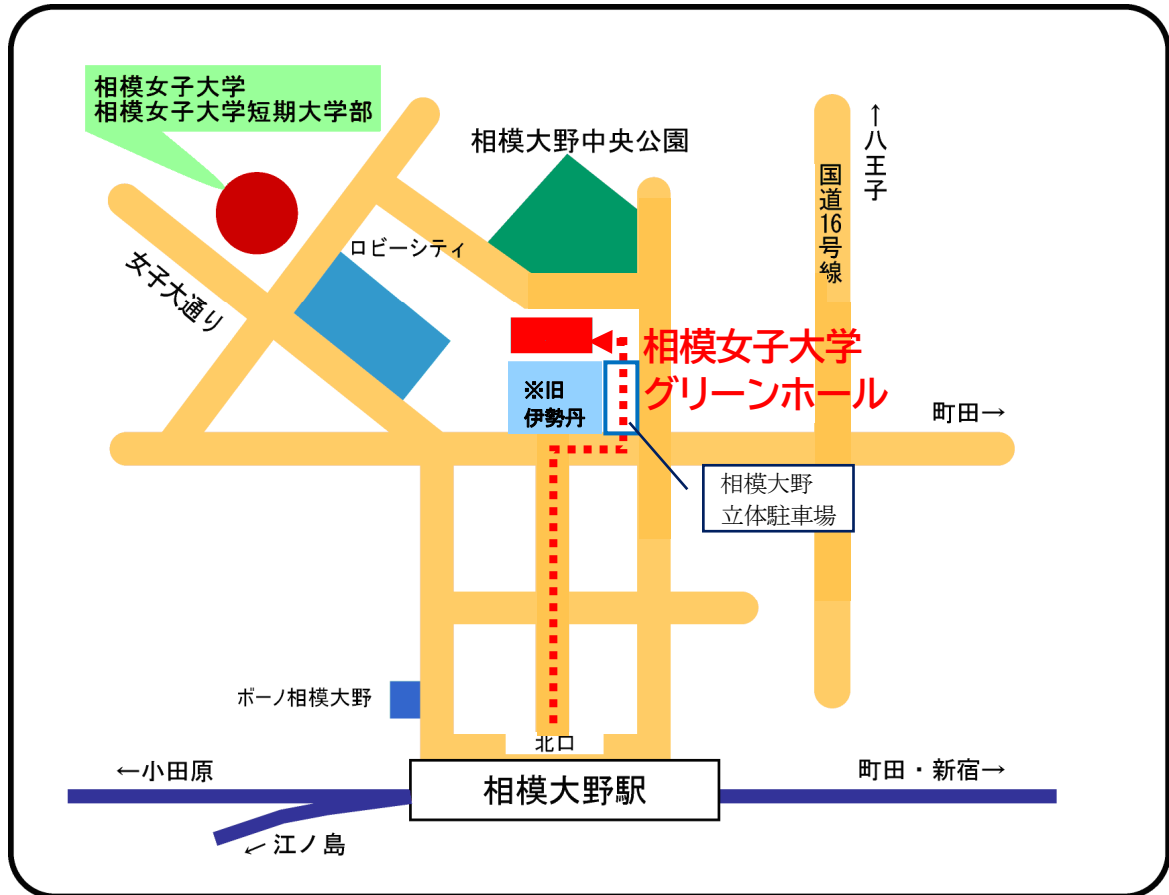 相模女子大学
相模女子大学短期大学部
相模大野中央公園
←八王子
国道16号線
ロビーシティ
女子大通り
相模女子大学
グリーンホール
※旧
伊勢丹
町田→
相模大野
立体駐車場
ボーノ相模大野
北口
←小田原
相模大野駅
町田・新宿→
←江ノ島